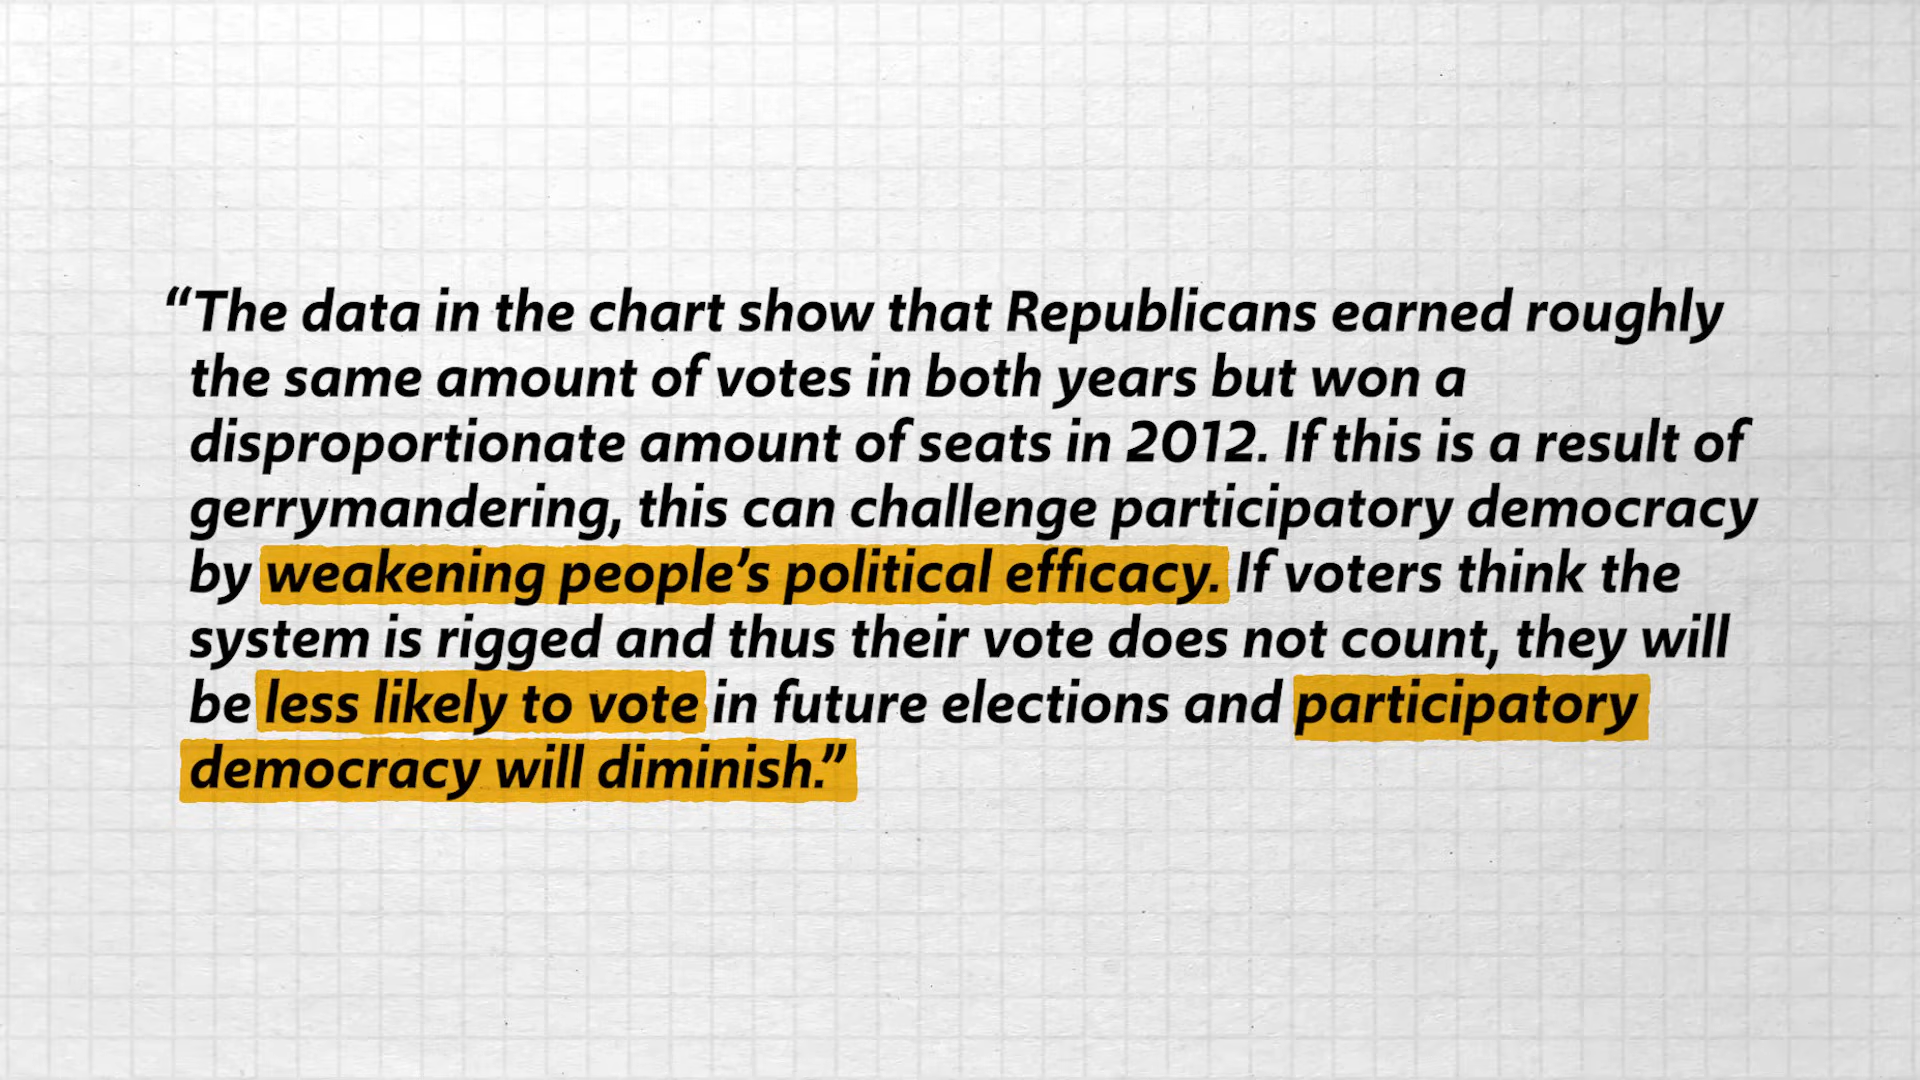 “The data in the chart show that Republicans earned roughly
the same amount of votes in both years but won a
disproportionate amount of seats in 2012. If this is a result of
gerrymandering, this can challenge participatory democracy
by weakening people’s political efficacy. If voters think the
system is rigged and thus their vote does not count, they will
be less likely to vote in future elections and participatory
democracy will diminish.”